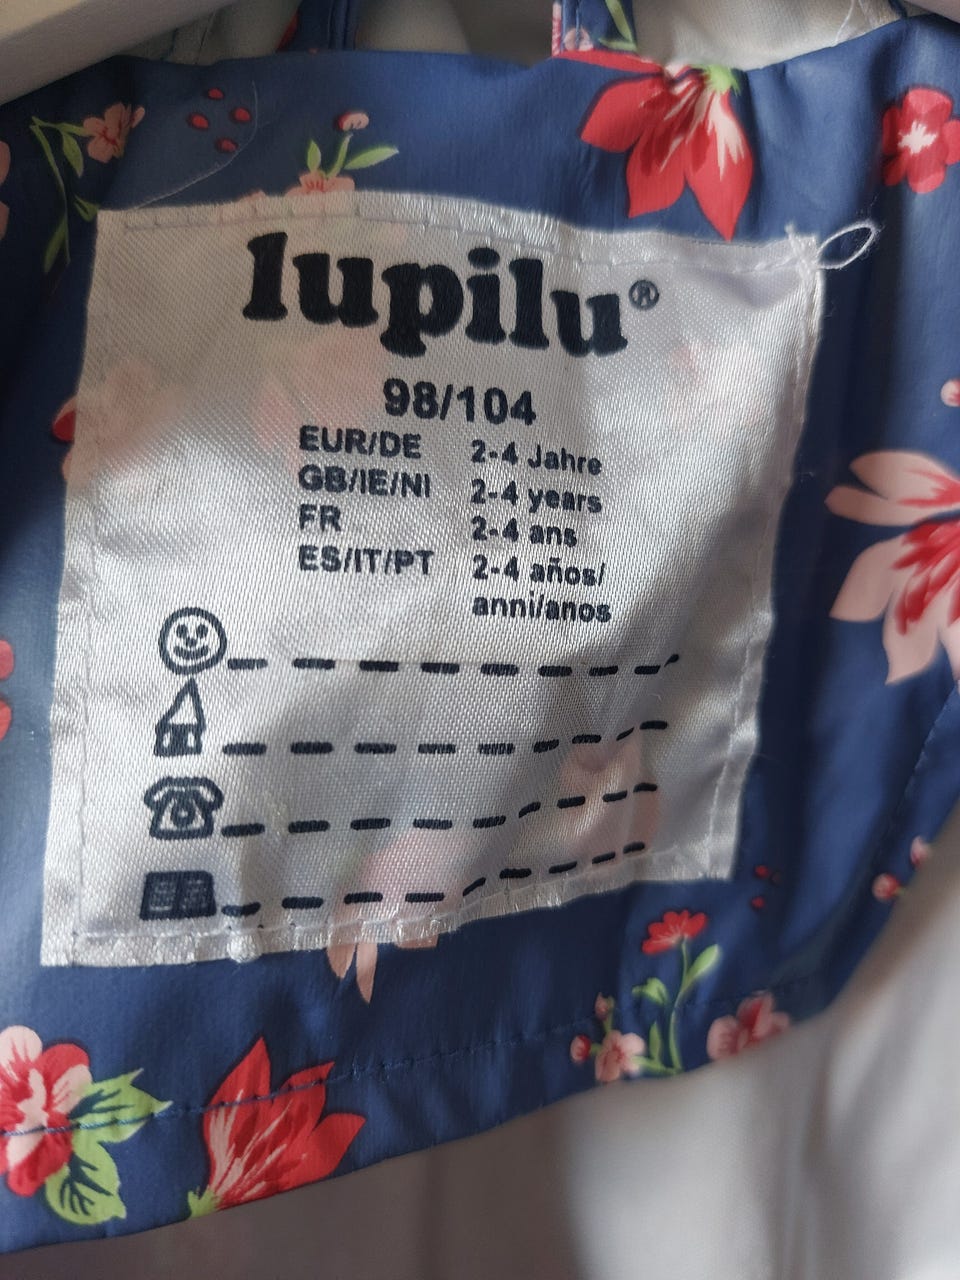 lupilu®
98/104
EUR/DE 2-4 Jahre
GB/IE/NI 2-4 years
FR 2-4 ans
ES/IT/PT 2-4 años/
anni/anos